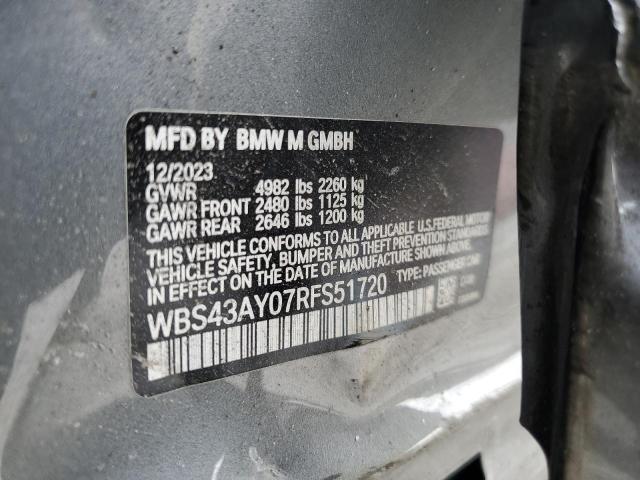 MFD BY BMW M GMBH
12/2023
GVWR 4982 lbs 2260 kg
GAWR FRONT 2480 lbs 1125 kg
GAWR REAR 2646 lbs 1200 kg
THIS VEHICLE CONFORMS TO ALL APPLICABLE U.S. FEDERAL MOTOR
VEHICLE SAFETY, BUMPER AND THEFT PREVENTION STANDARDS
IN EFFECT ON THE DATE OF MANUFACTURE SHOWN ABOVE.
WBS43AY07RFS51720 TYPE: PASSENGER CAR